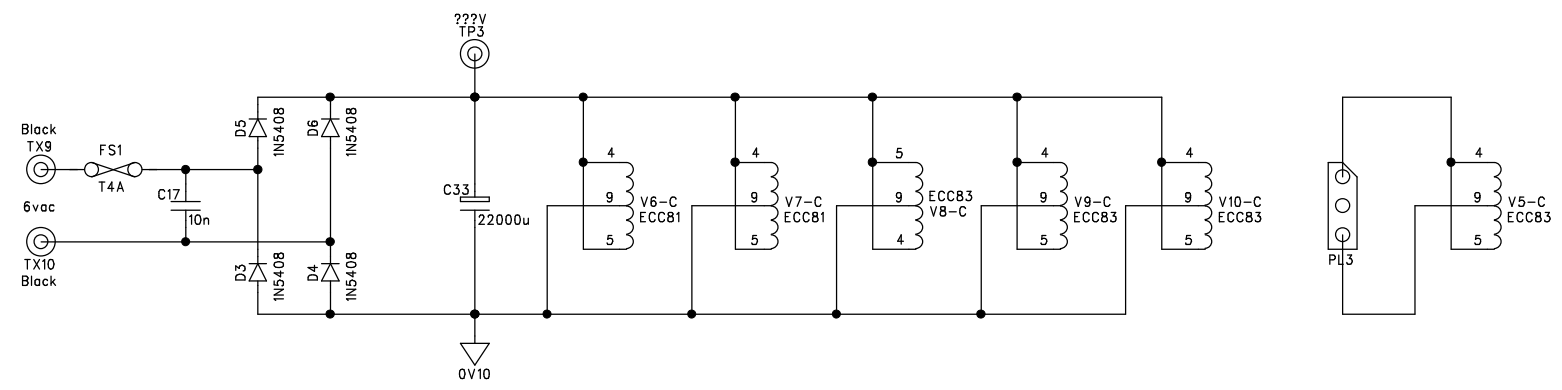 ???V
TP3
Black
TX9
FS1
T4A
C17
10n
6vac
TX10
Black
D5
1N5408
D6
1N5408
D3
1N5408
D4
1N5408
C33
22000u
0V10
4
9
5
V6-C
ECC81
4
9
5
V7-C
ECC81
5
9
4
ECC83
V8-C
4
9
5
V9-C
ECC83
4
9
5
V10-C
ECC83
PL3
4
9
5
V5-C
ECC83